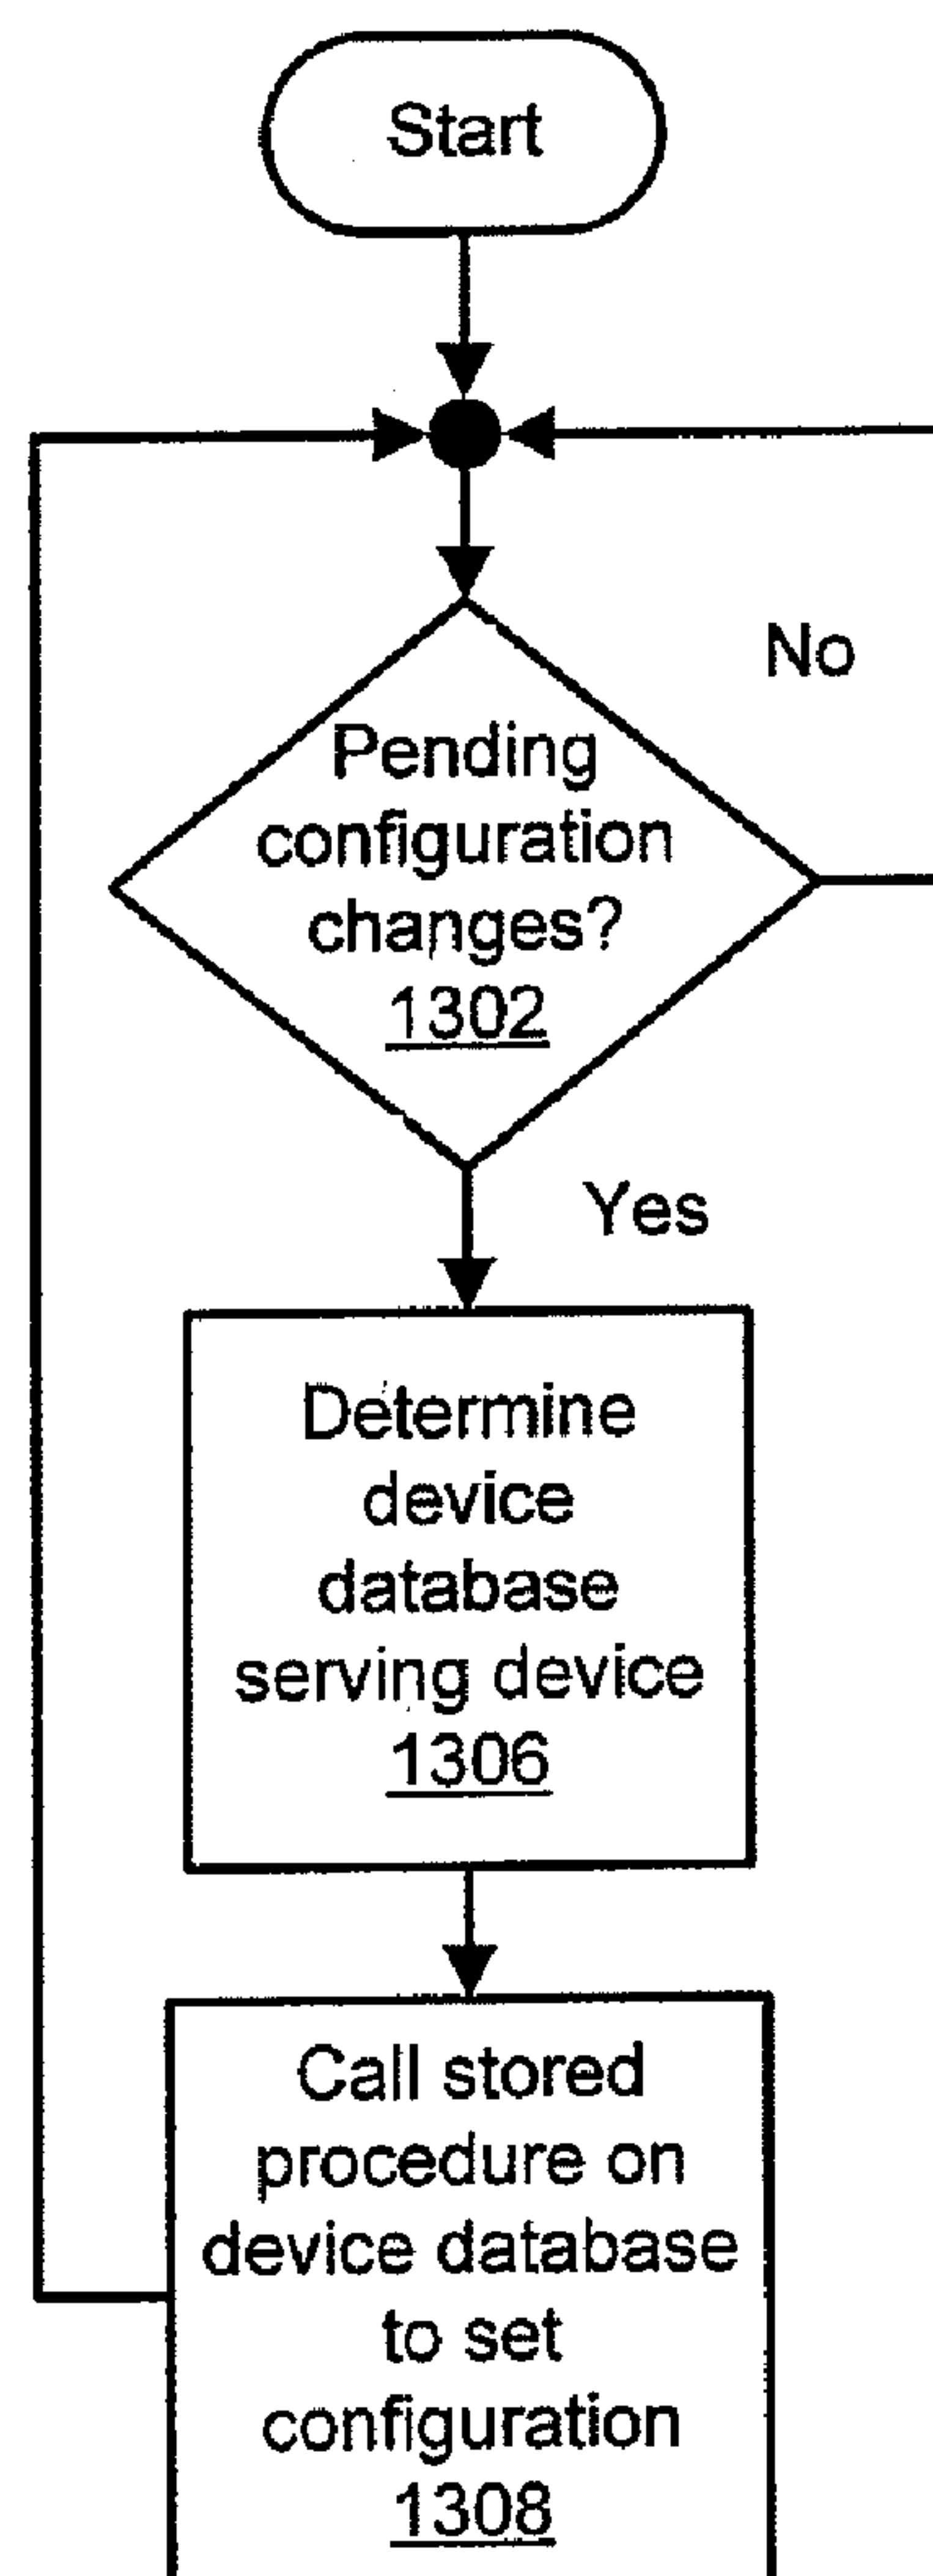 Start
No
Pending
configuration
changes?
1302
Yes
Determine
device
database
serving device
1306
Call stored
procedure on
device database
to set
configuration
1308